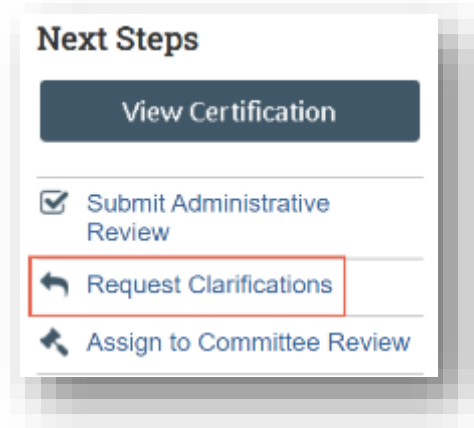 Next Steps
View Certification
Submit Administrative
Review
Request Clarifications
Assign to Committee Review